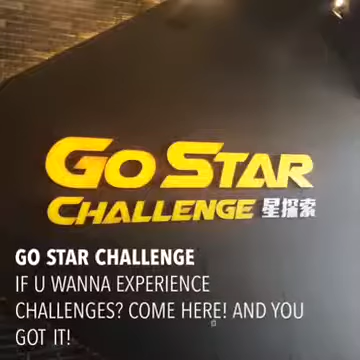 GO STAR
CHALLENGE 星探索
GO STAR CHALLENGE
IF U WANNA EXPERIENCE
CHALLENGES? COME HERE! AND YOU
GOT IT!